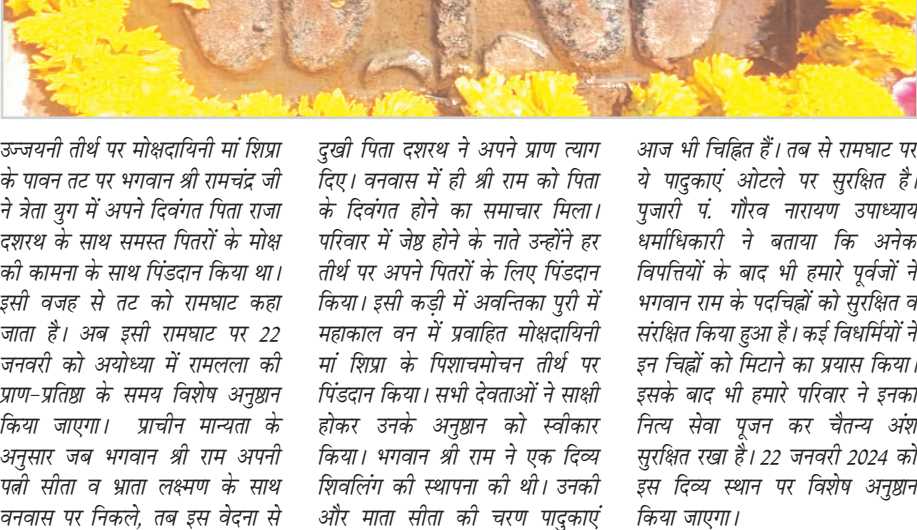 उज्जयनी तीर्थ पर मोक्षदायिनी मां शिप्रा
के पावन तट पर भगवान श्री रामचंद्र जी
ने त्रेता युग में अपने दिवंगत पिता राजा
दशरथ के साथ समस्त पितरों के मोक्ष
की कामना के साथ पिंडदान किया था।
इसी वजह से तट को रामघाट कहा
जाता है। अब इसी रामघाट पर 22
जनवरी को अयोध्या में रामलला की
प्राण-प्रतिष्ठा के समय विशेष अनुष्ठान
किया जाएगा। प्राचीन मान्यता के
अनुसार जब भगवान श्री राम अपनी
पत्नी सीता व भ्राता लक्ष्मण के साथ
वनवास पर निकले, तब इस वेदना से
दुखी पिता दशरथ ने अपने प्राण त्याग
दिए। वनवास में ही श्री राम को पिता
के दिवंगत होने का समाचार मिला।
परिवार में जेष्ठ होने के नाते उन्होंने हर
तीर्थ पर अपने पितरों के लिए पिंडदान
किया। इसी कड़ी में अवन्तिका पुरी में
महाकाल वन में प्रवाहित मोक्षदायिनी
मां शिप्रा के पिशाचमोचन तीर्थ पर
पिंडदान किया। सभी देवताओं ने साक्षी
होकर उनके अनुष्ठान को स्वीकार
किया। भगवान श्री राम ने एक दिव्य
शिवलिंग की स्थापना की थी। उनकी
और माता सीता की चरण पादुकाएं
आज भी चिह्नित हैं। तब से रामघाट पर
ये पादुकाएं ओटले पर सुरक्षित है।
पुजारी पं. गौरव नारायण उपाध्याय
धर्माधिकारी ने बताया कि अनेक
विपत्तियों के बाद भी हमारे पूर्वजों ने
भगवान राम के पदचिह्नों को सुरक्षित व
संरक्षित किया हुआ है। कई विधर्मियों ने
इन चिह्नों को मिटाने का प्रयास किया।
इसके बाद भी हमारे परिवार ने इनका
नित्य सेवा पूजन कर चैतन्य अंश
सुरक्षित रखा है। 22 जनवरी 2024 को
इस दिव्य स्थान पर विशेष अनुष्ठान
किया जाएगा।